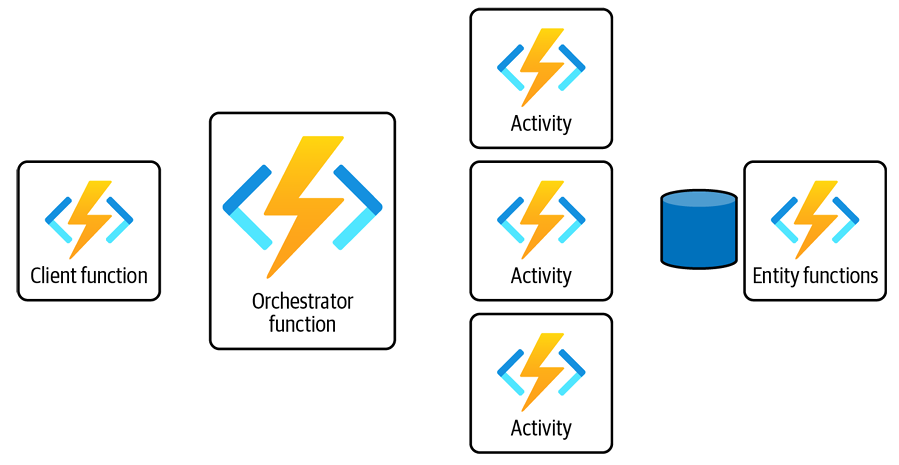 Client function
Orchestrator
function
Activity
Activity
Activity
Entity functions